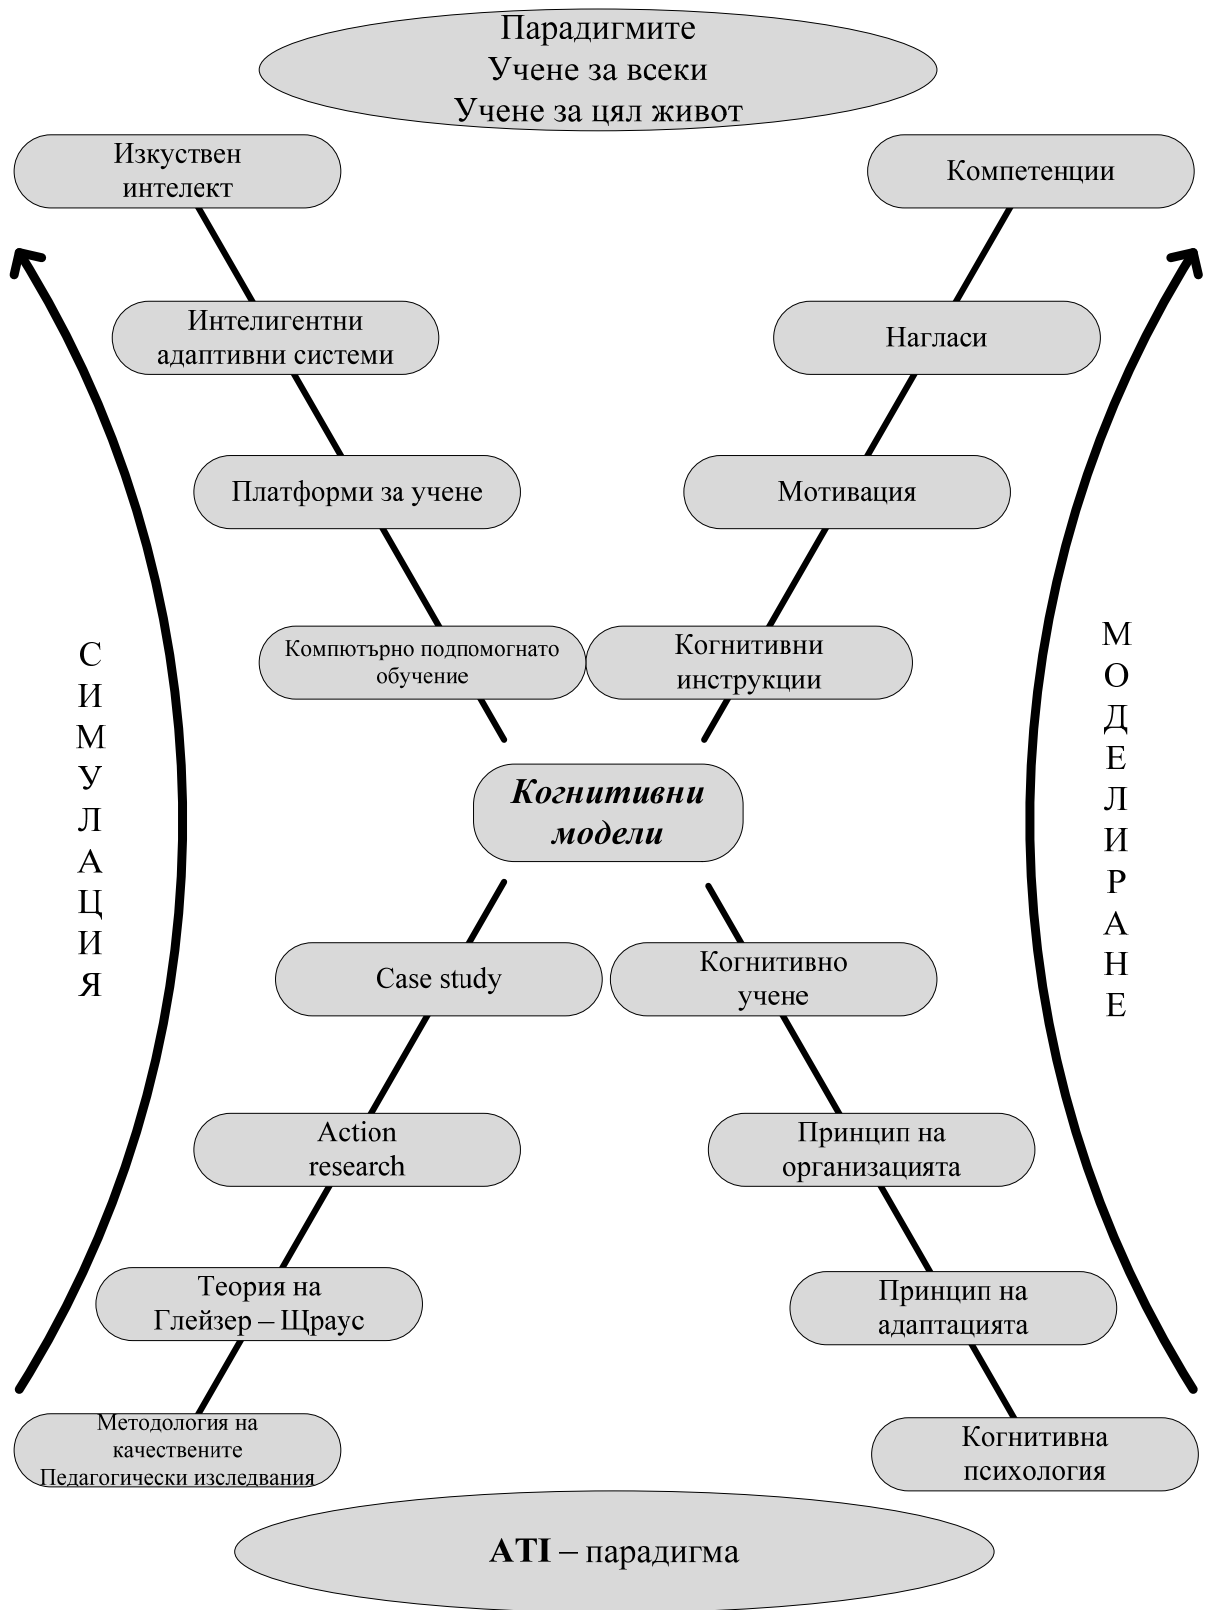 Парадигмите
Учене за всеки
Учене за цял живот
Изкуствен
интелект
Компетенции
Интелигентни
адаптивни системи
Нагласи
Платформи за учене
Мотивация
Компютърно подпомогнато
обучение
Когнитивни
инструкции
СИМУЛАЦИЯ
МОДЕЛИРАНЕ
Когнитивни
модели
Case study
Когнитивно
учене
Action
research
Принцип на
организацията
Теория на
Глейзер – Щраус
Принцип на
адаптацията
Методология на
качествените
Педагогически изследвания
Когнитивна
психология
ATI – парадигма